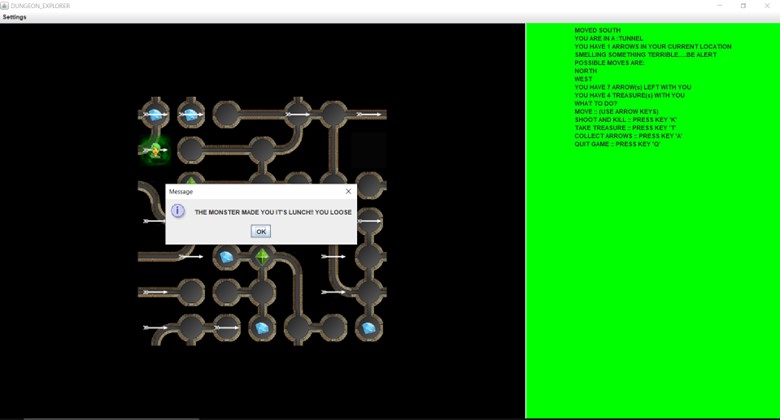 DUNGEON_EXPLORER
Settings
MOVED SOUTH
YOU ARE IN A :TUNNEL
YOU HAVE 1 ARROWS IN YOUR CURRENT LOCATION
SMELLING SOMETHING TERRIBLE.....BE ALERT
POSSIBLE MOVES ARE:
NORTH
WEST
YOU HAVE 7 ARROW(s) LEFT WITH YOU
YOU HAVE 4 TREASURE(s) WITH YOU
WHAT TO DO?
MOVE :: (USE ARROW KEYS)
SHOOT AND KILL :: PRESS KEY 'K'
TAKE TREASURE :: PRESS KEY 'T'
COLLECT ARROWS :: PRESS KEY 'A'
QUIT GAME :: PRESS KEY 'Q'
Message
THE MONSTER MADE YOU IT'S LUNCH!! YOU LOOSE
OK